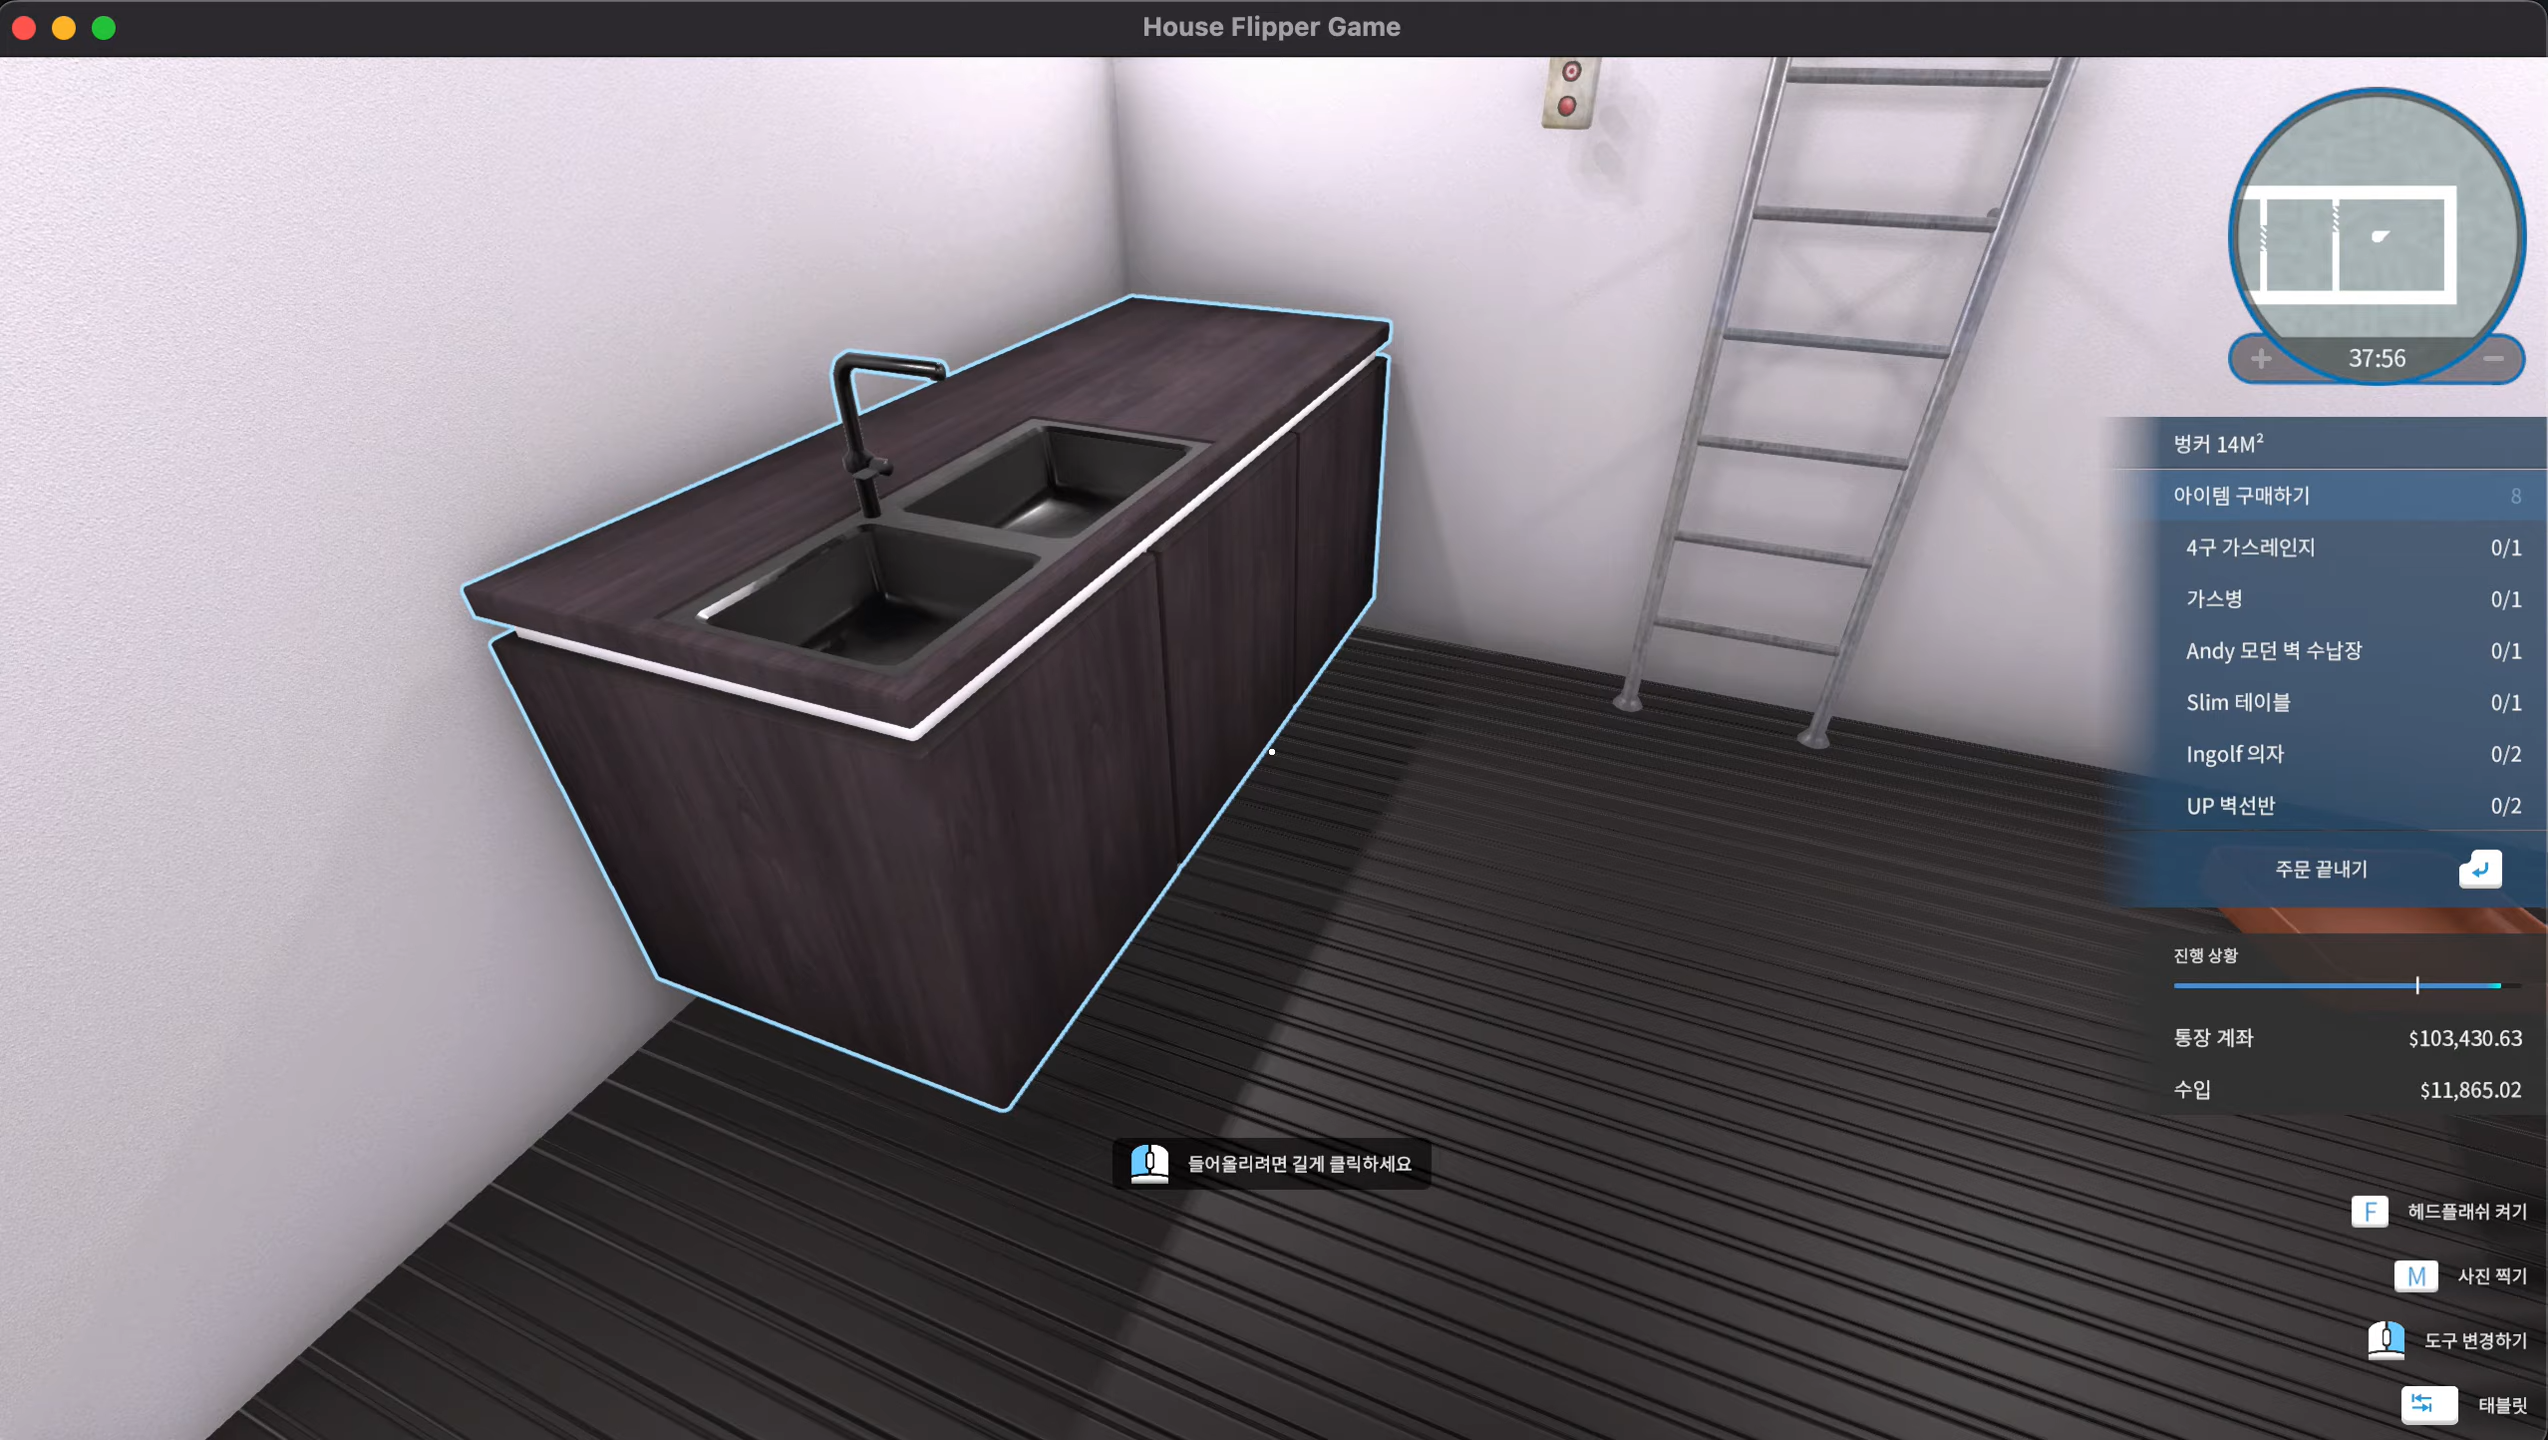 House Flipper Game
37:56
벙커 14M²
아이템 구매하기 8
4구 가스레인지 0/1
가스병 0/1
Andy 모던 벽 수납장 0/1
Slim 테이블 0/1
Ingolf 의자 0/2
UP 벽선반 0/2
주문 끝내기
진행 상황
통장 계좌 $103,430.63
수입 $11,865.02
들어올리려면 길게 클릭하세요
F 헤드플래쉬 켜기
M 사진 찍기
도구 변경하기
태블릿